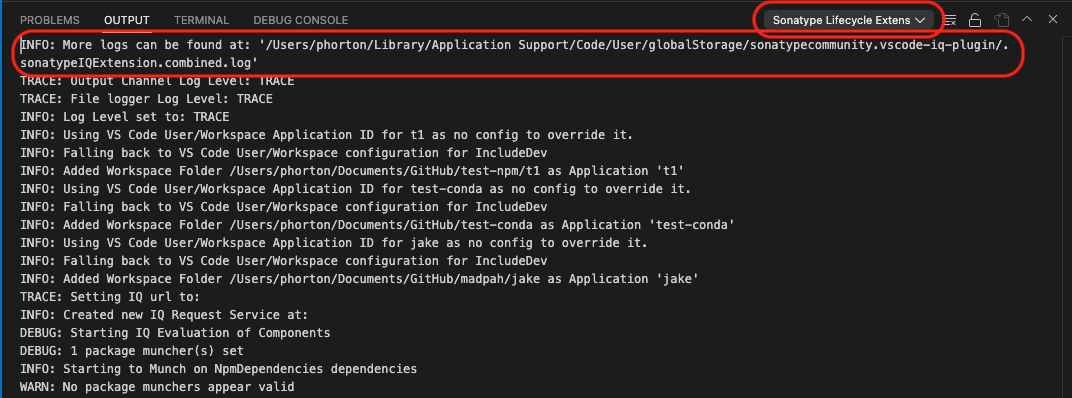 PROBLEMS OUTPUT TERMINAL DEBUG CONSOLE Sonatype Lifecycle Extens
INFO: More logs can be found at: '/Users/phorton/Library/Application Support/Code/User/globalStorage/sonatypecommunity.vscode-iq-plugin/.
sonatypeIQExtension.combined.log'
TRACE: Output Channel Log Level: TRACE
TRACE: File logger Log Level: TRACE
INFO: Log Level set to: TRACE
INFO: Using VS Code User/Workspace Application ID for t1 as no config to override it.
INFO: Falling back to VS Code User/Workspace configuration for IncludeDev
INFO: Added Workspace Folder /Users/phorton/Documents/GitHub/test-npm/t1 as Application 't1'
INFO: Using VS Code User/Workspace Application ID for test-conda as no config to override it.
INFO: Falling back to VS Code User/Workspace configuration for IncludeDev
INFO: Added Workspace Folder /Users/phorton/Documents/GitHub/test-conda as Application 'test-conda'
INFO: Using VS Code User/Workspace Application ID for jake as no config to override it.
INFO: Falling back to VS Code User/Workspace configuration for IncludeDev
INFO: Added Workspace Folder /Users/phorton/Documents/GitHub/madpah/jake as Application 'jake'
TRACE: Setting IQ url to:
INFO: Created new IQ Request Service at:
DEBUG: Starting IQ Evaluation of Components
DEBUG: 1 package muncher(s) set
INFO: Starting to Munch on NpmDependencies dependencies
WARN: No package munchers appear valid